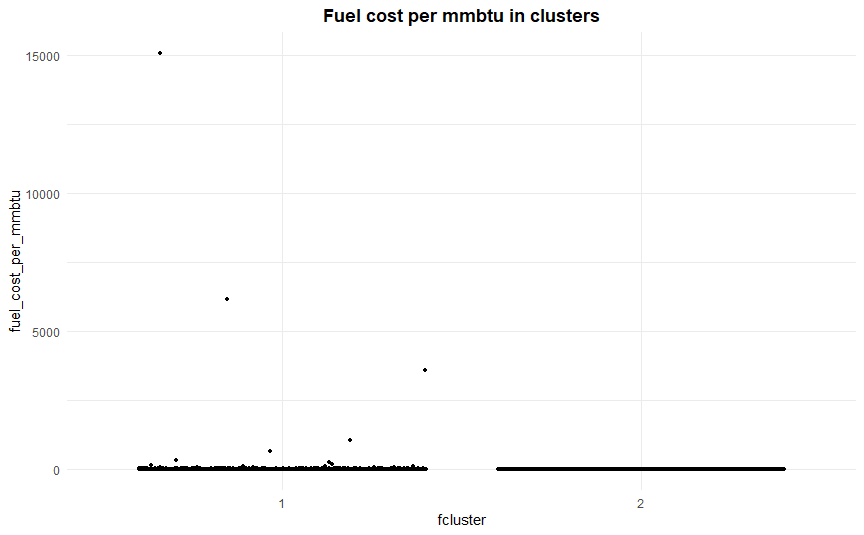 Fuel cost per mmbtu in clusters
fuel_cost_per_mmbtu
15000
10000
5000
0
1
2
fcluster